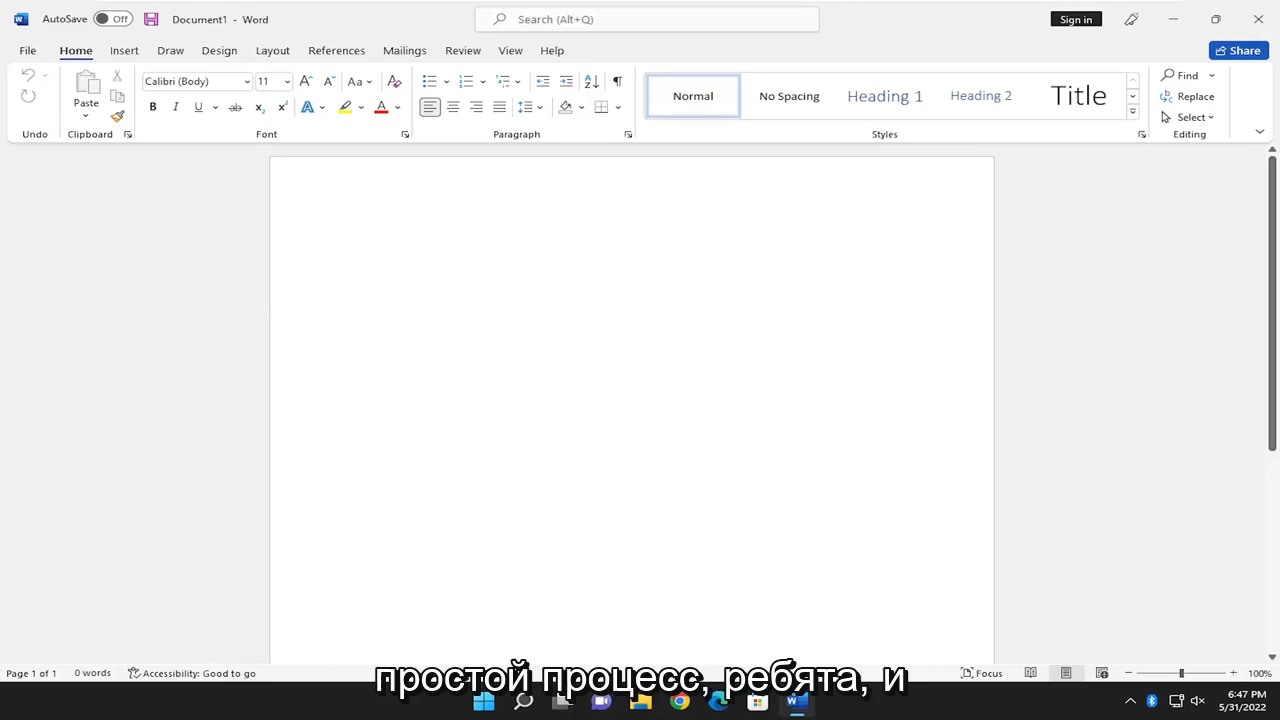 AutoSave Off Document1 - Word Search (Alt+Q) Sign in
File Home Insert Draw Design Layout References Mailings Review View Help Share
Calibri (Body) 11 Aa Normal No Spacing Heading 1 Heading 2 Title Find
Paste Replace
Select
Undo Clipboard Font Paragraph Styles Editing
Page 1 of 1 0 words Accessibility: Good to go Focus 100%
простой процесс, ребята, и
6:47 PM
5/31/2022